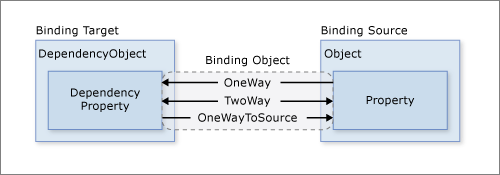 Binding Target
Binding Source
DependencyObject
Object
Binding Object
Dependency
Property
OneWay
TwoWay
OneWayToSource
Property